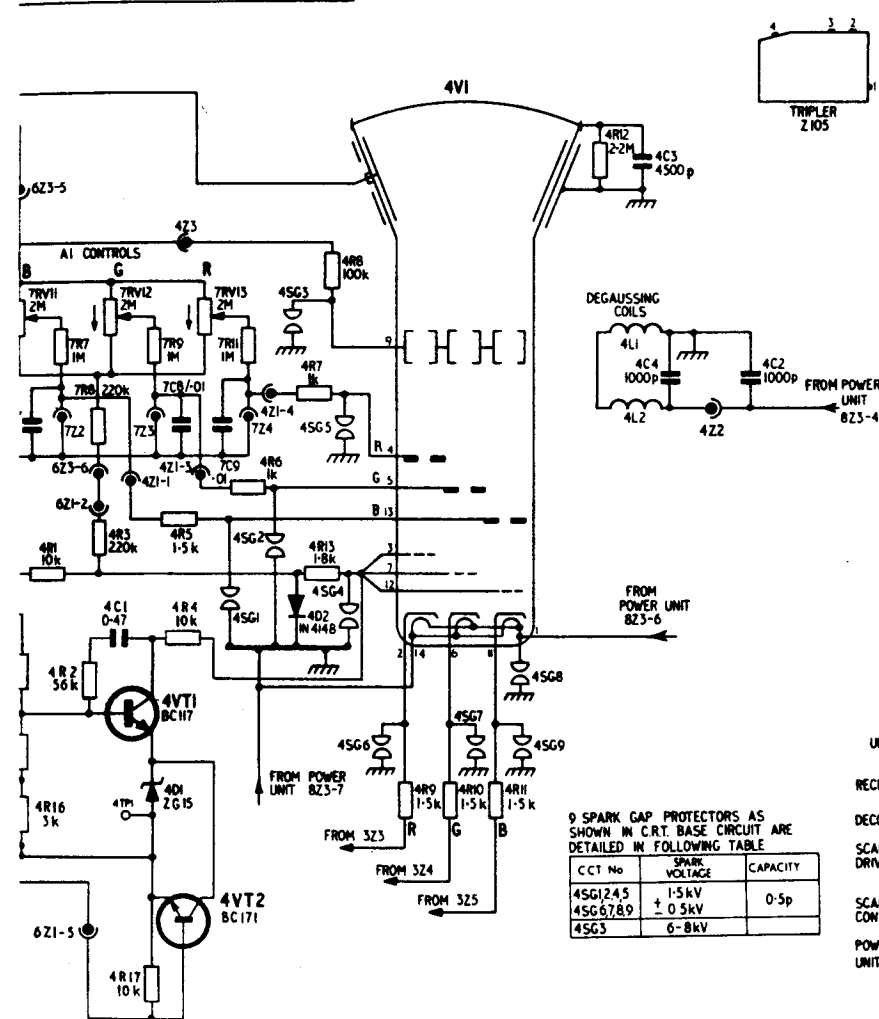 4V1
4
3
2
1
TRIPLER
Z105
4R12
2·2M
4C3
4500p
6Z3-5
4Z3
A1 CONTROLS
B
G
R
7RV11
2M
7RV12
2M
7RV13
2M
4R8
100k
4SG3
DEGAUSSING
COILS
4L1
4L2
4C4
1000p
4C2
1000p
4Z2
FROM POWER
UNIT
8Z3-4
7R7
1M
7R9
1M
7R11
1M
9
4R7
1k
7R8 220k
7C8/·01
7Z2
7Z3
7Z4
4Z1-4
4SG5
R 4
6Z3-6
4Z1-1
4Z1-3
7C9
·01
4R6
1k
G 5
6Z1-2
B 13
4R3
220k
4R5
1·5k
4SG2
4R1
10k
4R13
1·8k
3
7
12
4SG1
4D2
IN4148
4SG4
FROM
POWER UNIT
8Z3-6
4C1
0·47
4R4
10k
2
14
6
8
1
4R2
56k
4VT1
BC117
4SG8
4SG6
4SG7
4SG9
4D1
ZG15
4TP1
FROM POWER
UNIT 8Z3-7
4R16
3k
4R9
1·5k
4R10
1·5k
4R11
1·5k
R
G
B
FROM 3Z3
FROM 3Z4
FROM 3Z5
4VT2
BC171
6Z1-5
4R17
10k
9 SPARK GAP PROTECTORS AS
SHOWN IN C.R.T. BASE CIRCUIT ARE
DETAILED IN FOLLOWING TABLE
CCT No
SPARK
VOLTAGE
CAPACITY
4SG1,2,4,5
1·5kV
4SG6,7,8,9
± 0·5kV
0·5p
4SG3
6-8kV
U
RECE
DECO
SCA
DRIV
SCA
CON
POW
UNIT